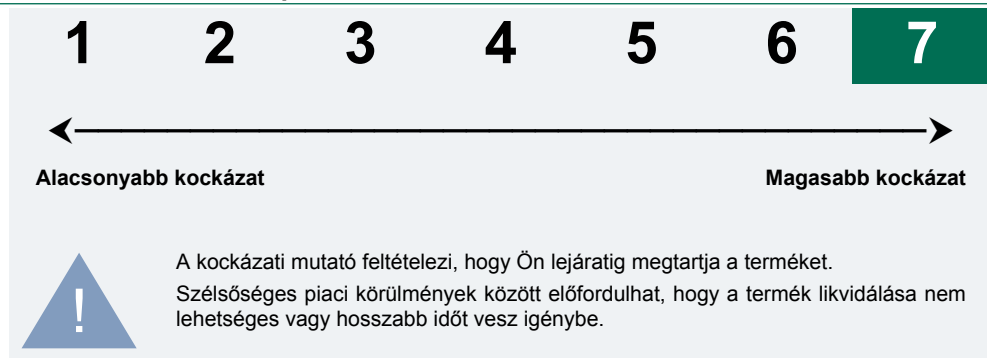 1 2 3 4 5 6 7
Alacsonyabb kockázat Magasabb kockázat
A kockázati mutató feltételezi, hogy Ön lejáratig megtartja a terméket.
! Szélsőséges piaci körülmények között előfordulhat, hogy a termék likvidálása nem
lehetséges vagy hosszabb időt vesz igénybe.